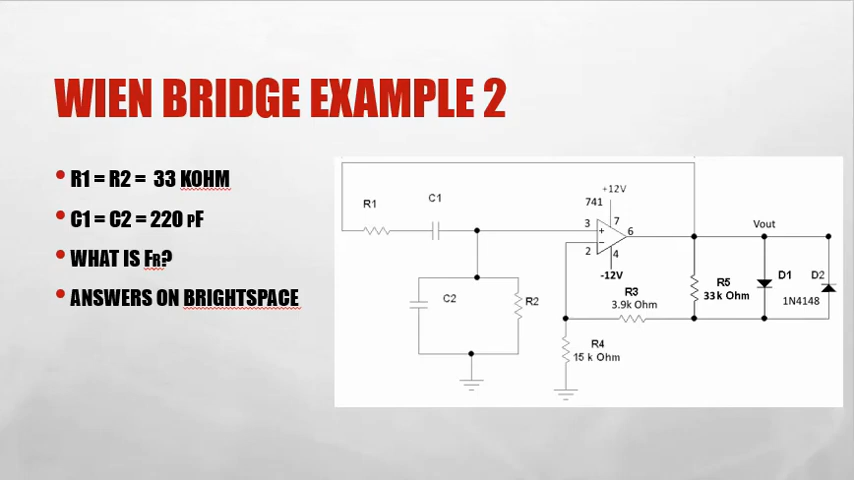 WIEN BRIDGE EXAMPLE 2
• R1 = R2 = 33 KOHM
• C1 = C2 = 220 PF
• WHAT IS FR?
• ANSWERS ON BRIGHTSPACE
R1
C1
+12V
741
3
+
7
6
-
2
4
-12V
Vout
C2
R2
R3
3.9k Ohm
R5
33k Ohm
D1
D2
1N4148
R4
15 k Ohm